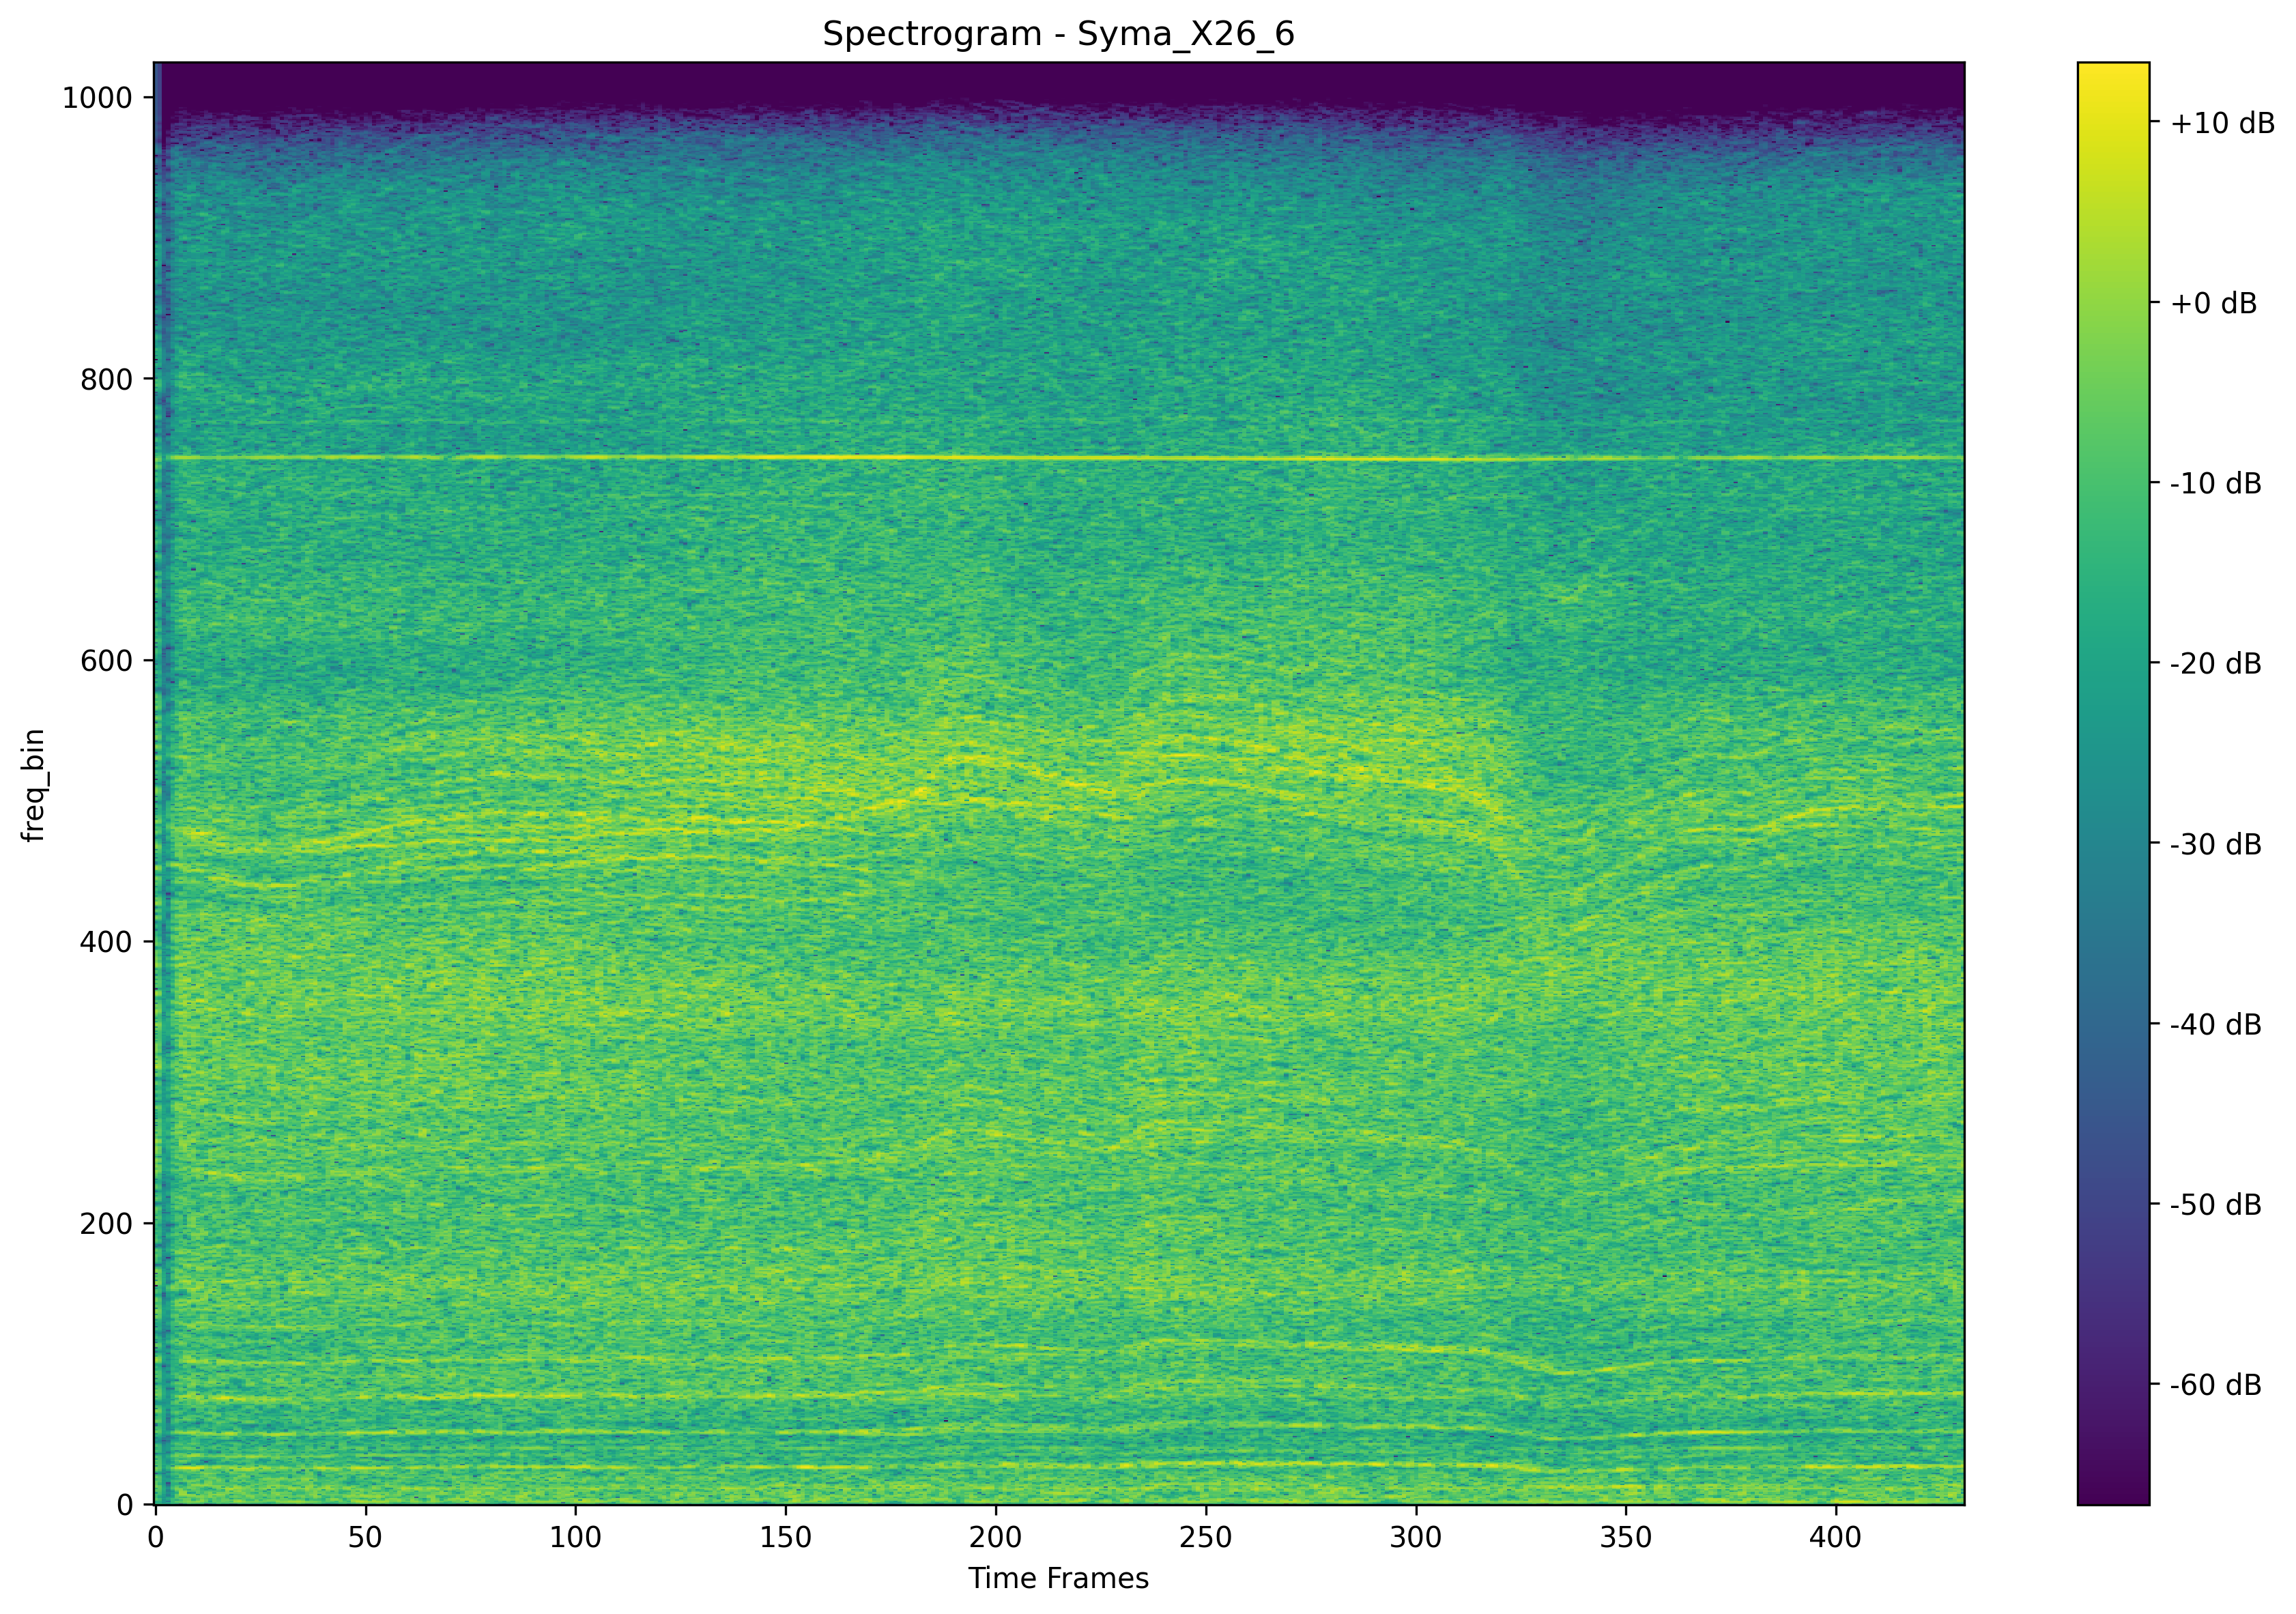 Spectrogram - Syma_X26_6
freq_bin
1000
800
600
400
200
0
0 50 100 150 200 250 300 350 400
Time Frames
+10 dB
+0 dB
-10 dB
-20 dB
-30 dB
-40 dB
-50 dB
-60 dB